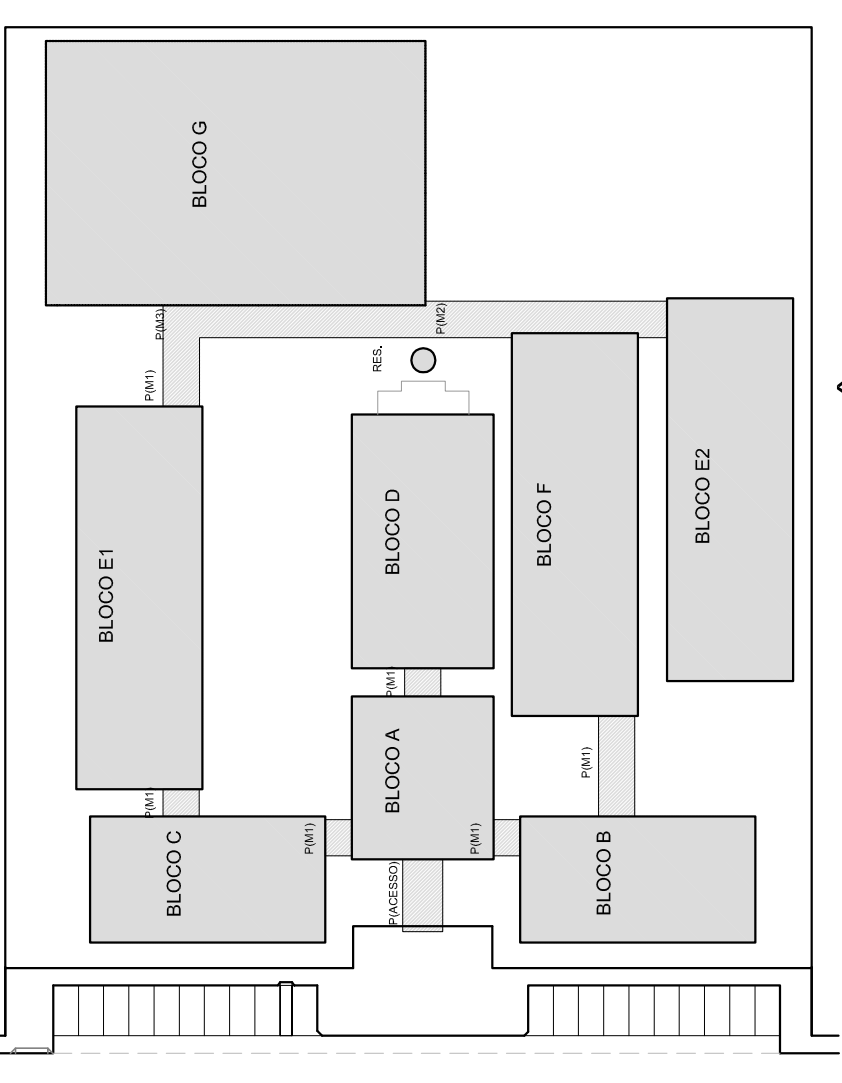 BLOCO G
P(M3)
P(M2)
P(M1)
RES.
BLOCO E1
BLOCO D
BLOCO F
BLOCO E2
P(M1)
BLOCO A
P(M1)
P(M1)
BLOCO C
P(M1)
P(M1)
BLOCO B
P(ACESSO)